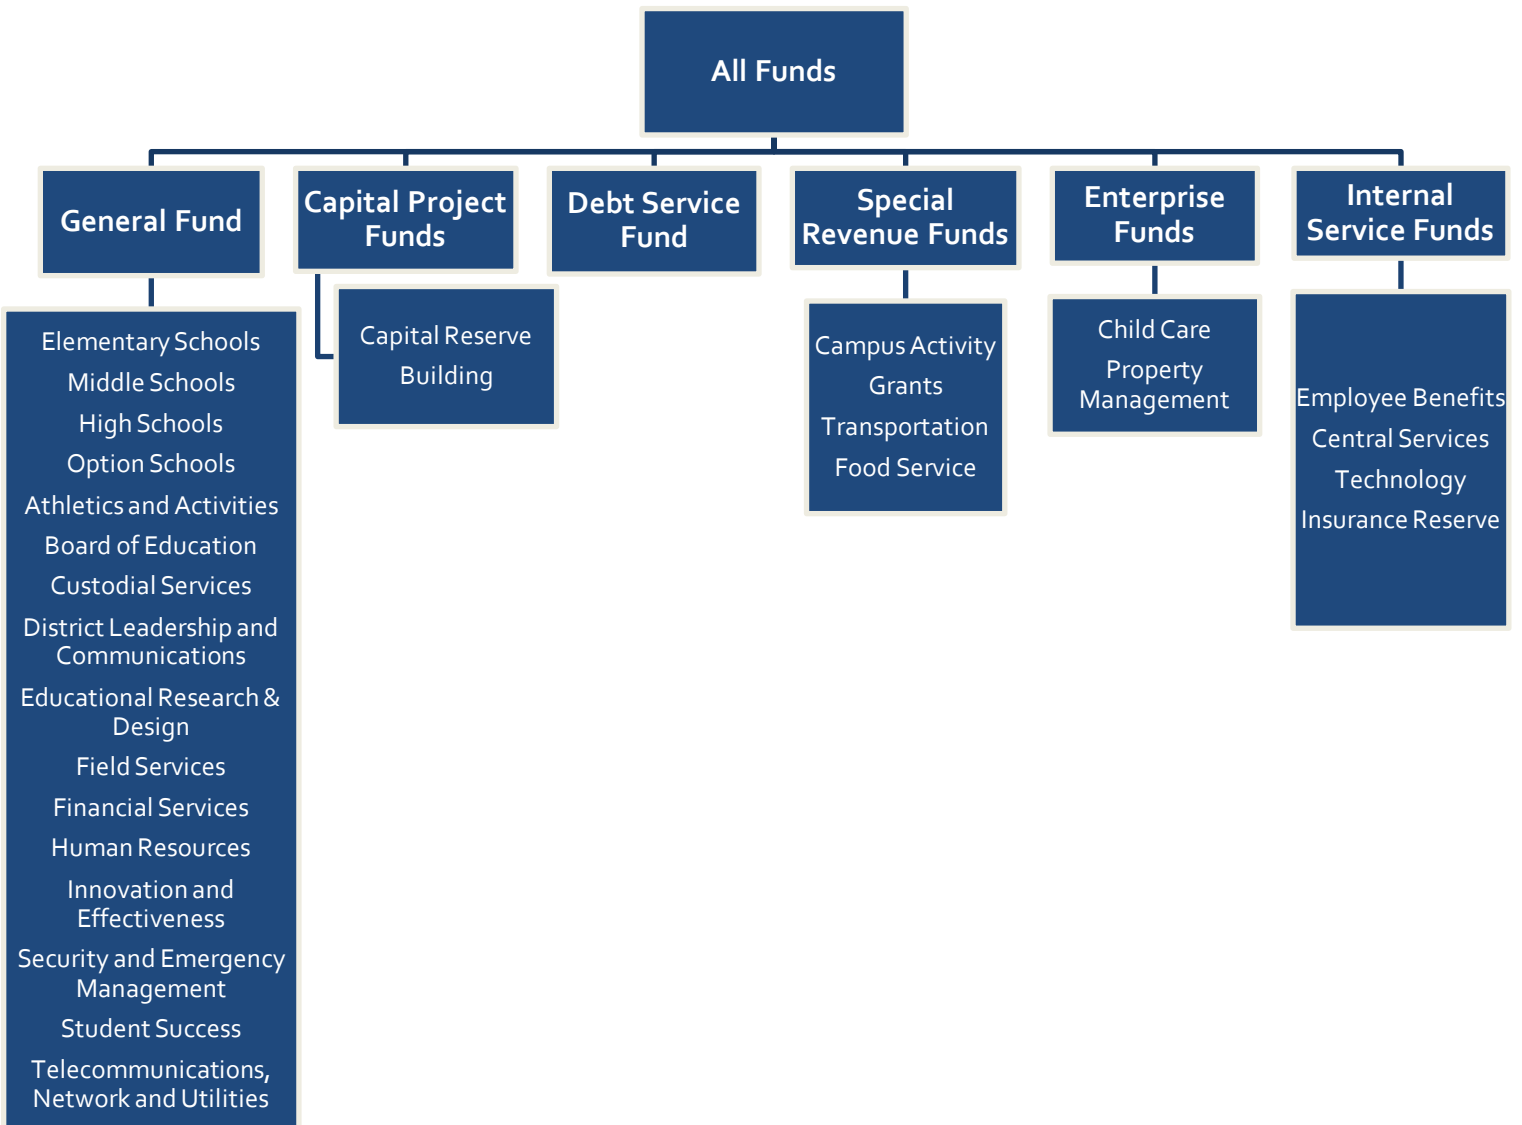 All Funds
General Fund
Elementary Schools
Middle Schools
High Schools
Option Schools
Athletics and Activities
Board of Education
Custodial Services
District Leadership and
Communications
Educational Research &
Design
Field Services
Financial Services
Human Resources
Innovation and
Effectiveness
Security and Emergency
Management
Student Success
Telecommunications,
Network and Utilities
Capital Project
Funds
Capital Reserve
Building
Debt Service
Fund
Special
Revenue Funds
Campus Activity
Grants
Transportation
Food Service
Enterprise
Funds
Child Care
Property
Management
Internal
Service Funds
Employee Benefits
Central Services
Technology
Insurance Reserve